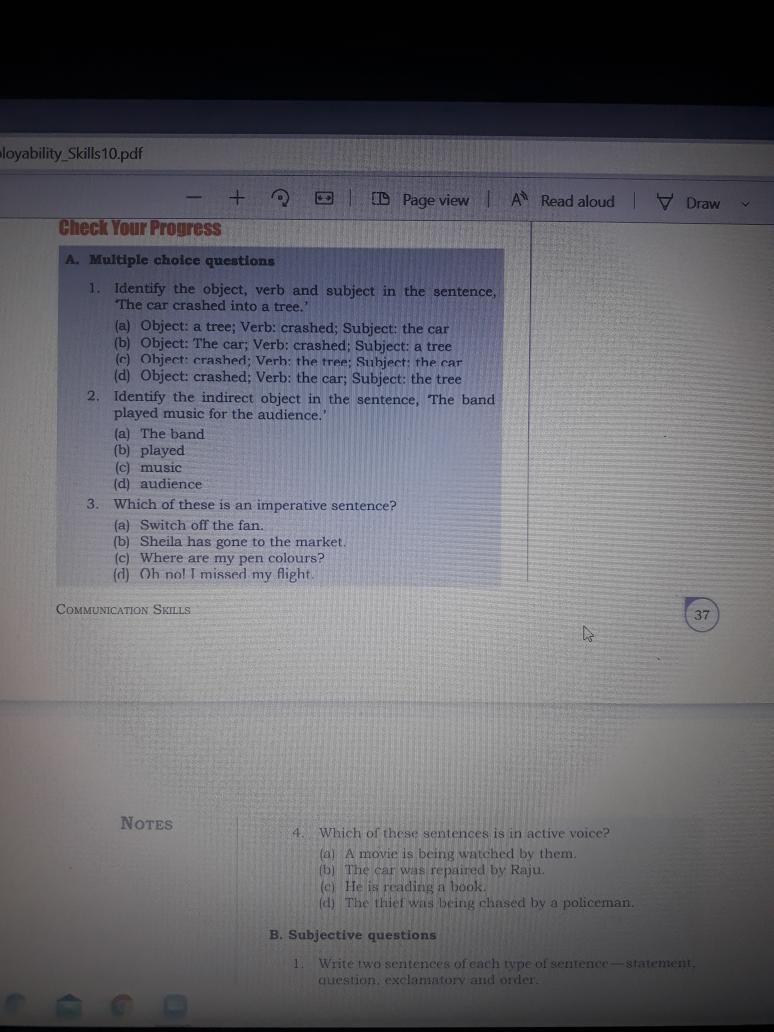 loyability_Skills10.pdf
Page view
Read aloud
Draw
Check Your Progress
A. Multiple choice questions
1. Identify the object, verb and subject in the sentence,
'The car crashed into a tree.'
(a) Object: a tree; Verb: crashed; Subject: the car
(b) Object: The car; Verb: crashed; Subject: a tree
(c) Object: crashed; Verb: the tree; Subject: the car
(d) Object: crashed; Verb: the car; Subject: the tree
2. Identify the indirect object in the sentence, 'The band
played music for the audience.'
(a) The band
(b) played
(c) music
(d) audience
3. Which of these is an imperative sentence?
(a) Switch off the fan.
(b) Sheila has gone to the market.
(c) Where are my pen colours?
(d) Oh no! I missed my flight.
COMMUNICATION SKILLS
37
NOTES
4. Which of these sentences is in active voice?
(a) A movie is being watched by them.
(b) The car was repaired by Raju.
(c) He is reading a book.
(d) The thief was being chased by a policeman.
B. Subjective questions
1. Write two sentences of each type of sentence—statement,
question, exclamatory and order.